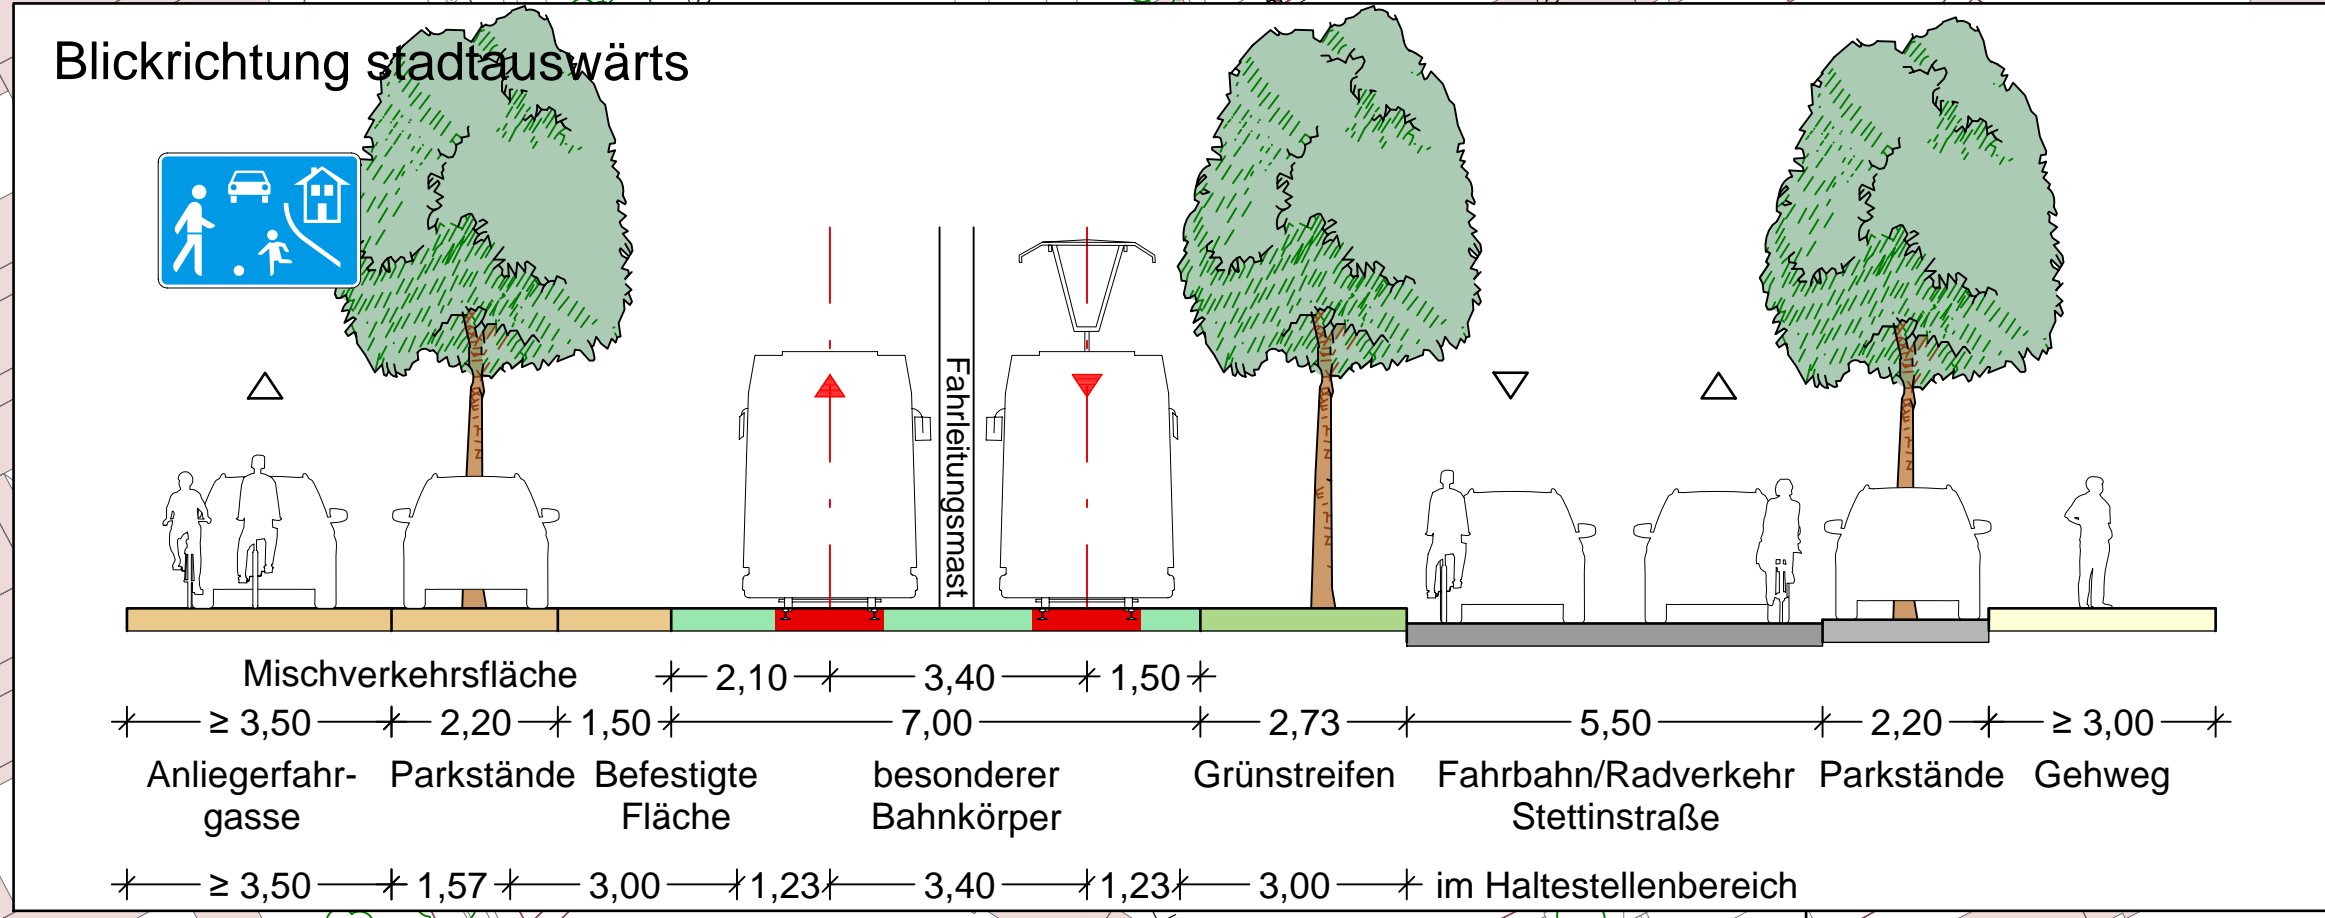 Blickrichtung stadtauswärts
Fahrleitungsmast
Mischverkehrsfläche 2,10 3,40 1,50
≥ 3,50 2,20 1,50 7,00 2,73 5,50 2,20 ≥ 3,00
Anliegerfahr- Parkstände Befestigte besonderer Grünstreifen Fahrbahn/Radverkehr Parkstände Gehweg
gasse Fläche Bahnkörper Stettinstraße
≥ 3,50 1,57 3,00 1,23 3,40 1,23 3,00 im Haltestellenbereich